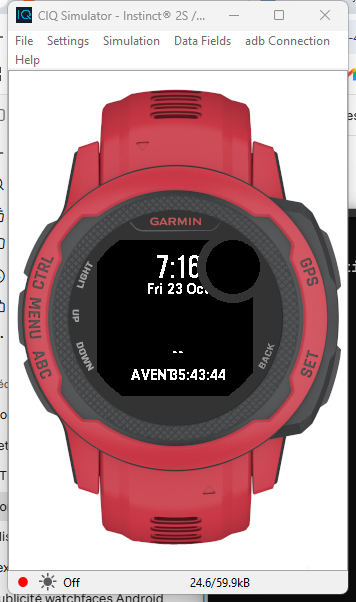 CIQ Simulator - Instinct® 2S /...
File Settings Simulation Data Fields adb Connection
Help
GARMIN
CTRL
LIGHT
GPS
7:16
Fri 23 Oc
MENU
UP
--
DOWN
BACK
ABC
SET
AVENT35:43:44
Off 24.6/59.9kB
ublicité watchfaces Android